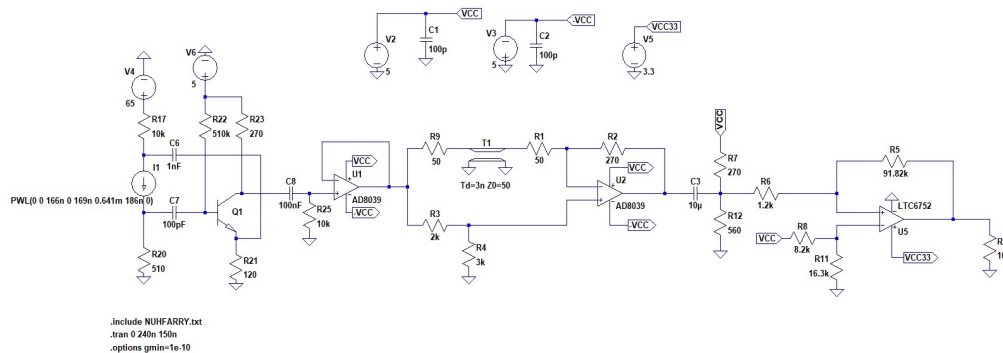 VCC
V2
5
C1
100p
-VCC
V3
5
C2
100p
VCC33
V5
3.3
V4
65
V6
5
R17
10k
R22
510k
R23
270
C6
1nF
I1
PWL(0 0 166n 0 169n 0.641m 186n 0)
C7
100pF
Q1
R20
510
R21
120
C8
100nF
R25
10k
VCC
U1
AD8039
-VCC
R9
50
T1
Td=3n Z0=50
R1
50
R2
270
R3
2k
R4
3k
VCC
U2
AD8039
-VCC
C3
10µ
VCC
R7
270
R12
560
R6
1.2k
R5
91.82k
VCC
R8
8.2k
R11
16.3k
LTC6752
U5
VCC33
.include NUHFARRY.txt
.tran 0 240n 150n
.options gmin=1e-10